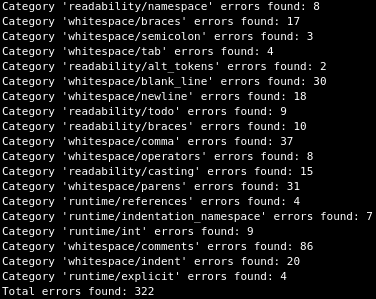 Category 'readability/namespace' errors found: 8
Category 'whitespace/braces' errors found: 17
Category 'whitespace/semicolon' errors found: 3
Category 'whitespace/tab' errors found: 4
Category 'readability/alt_tokens' errors found: 2
Category 'whitespace/blank_line' errors found: 30
Category 'whitespace/newline' errors found: 18
Category 'readability/todo' errors found: 9
Category 'readability/braces' errors found: 10
Category 'whitespace/comma' errors found: 37
Category 'whitespace/operators' errors found: 8
Category 'readability/casting' errors found: 15
Category 'whitespace/parens' errors found: 31
Category 'runtime/references' errors found: 4
Category 'runtime/indentation_namespace' errors found: 7
Category 'runtime/int' errors found: 9
Category 'whitespace/comments' errors found: 86
Category 'whitespace/indent' errors found: 20
Category 'runtime/explicit' errors found: 4
Total errors found: 322